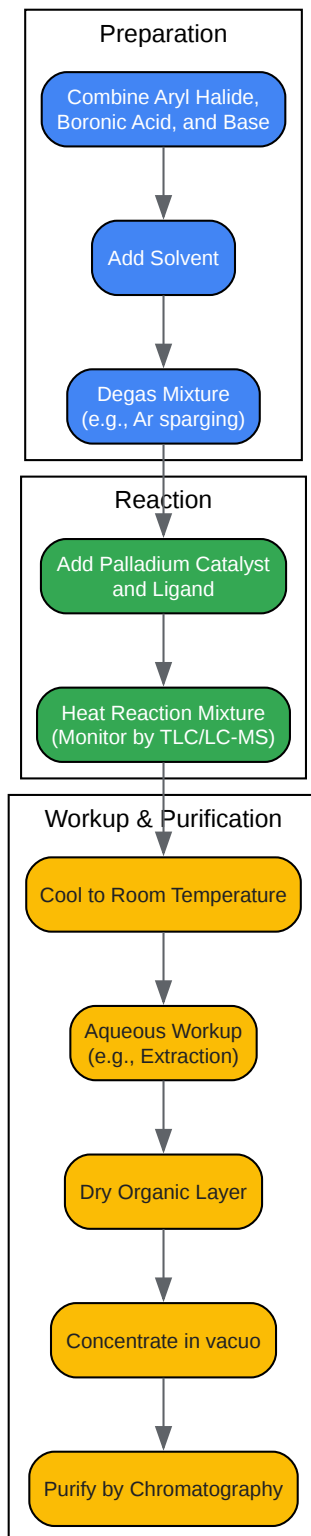 Preparation
Combine Aryl Halide,
Boronic Acid, and Base
Add Solvent
Degas Mixture
(e.g., Ar sparging)
Reaction
Add Palladium Catalyst
and Ligand
Heat Reaction Mixture
(Monitor by TLC/LC-MS)
Workup & Purification
Cool to Room Temperature
Aqueous Workup
(e.g., Extraction)
Dry Organic Layer
Concentrate in vacuo
Purify by Chromatography